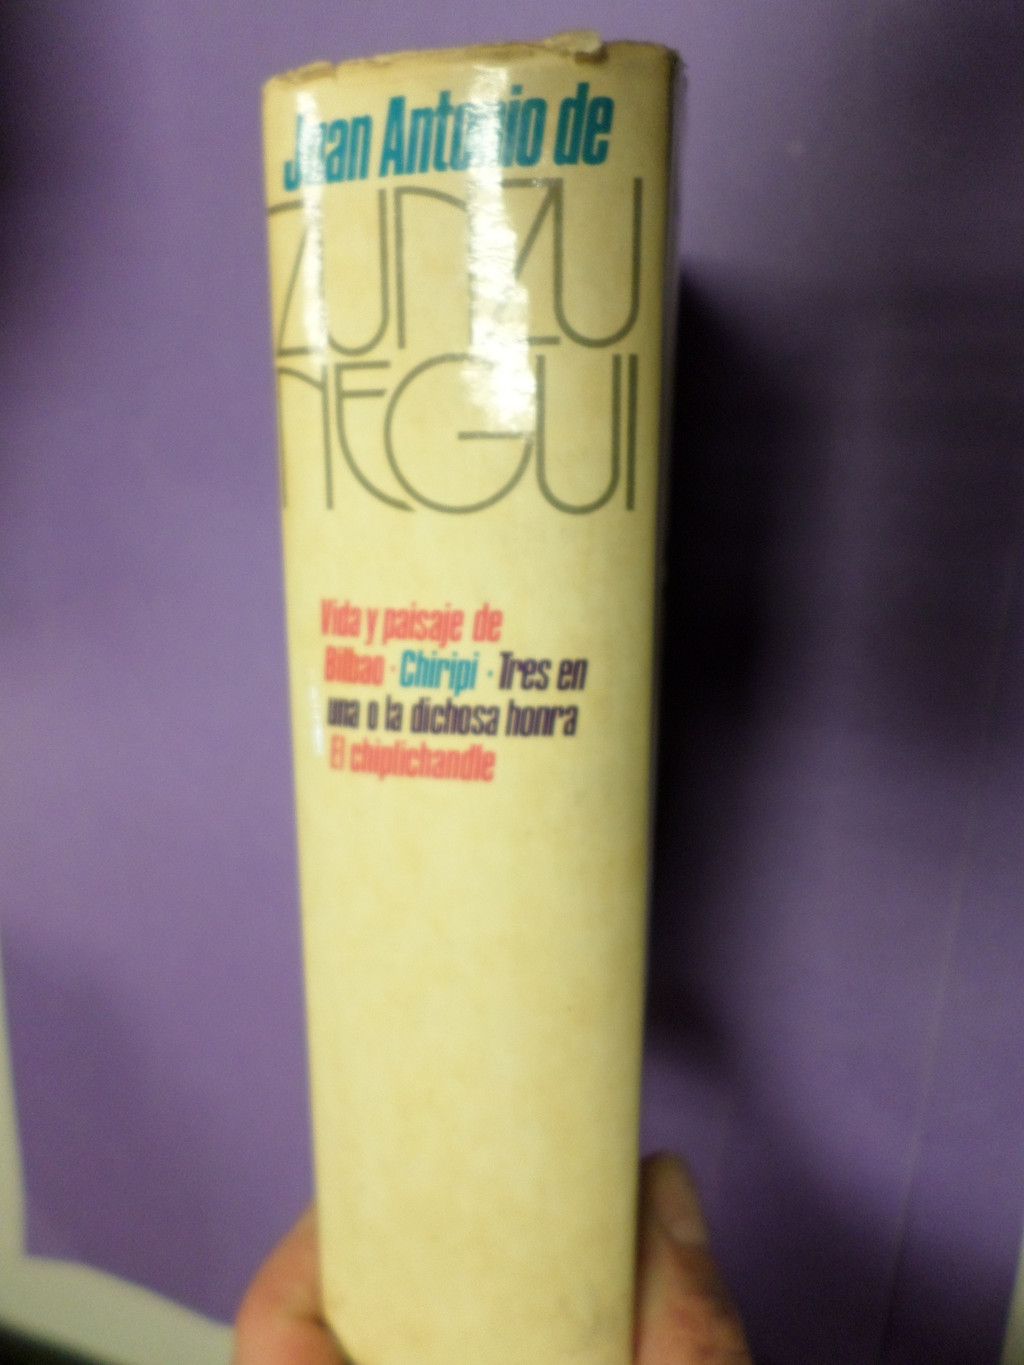 Juan Antonio de
ZUNZU
NEGUI
Vida y paisaje de
Bilbao · Chiripi · Tres en
una o la dichosa honra
El chiplichandle